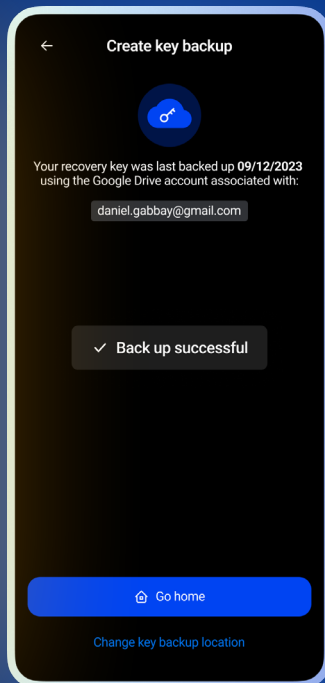 Create key backup
Your recovery key was last backed up 09/12/2023
using the Google Drive account associated with:
daniel.gabbay@gmail.com
Back up successful
Go home
Change key backup location